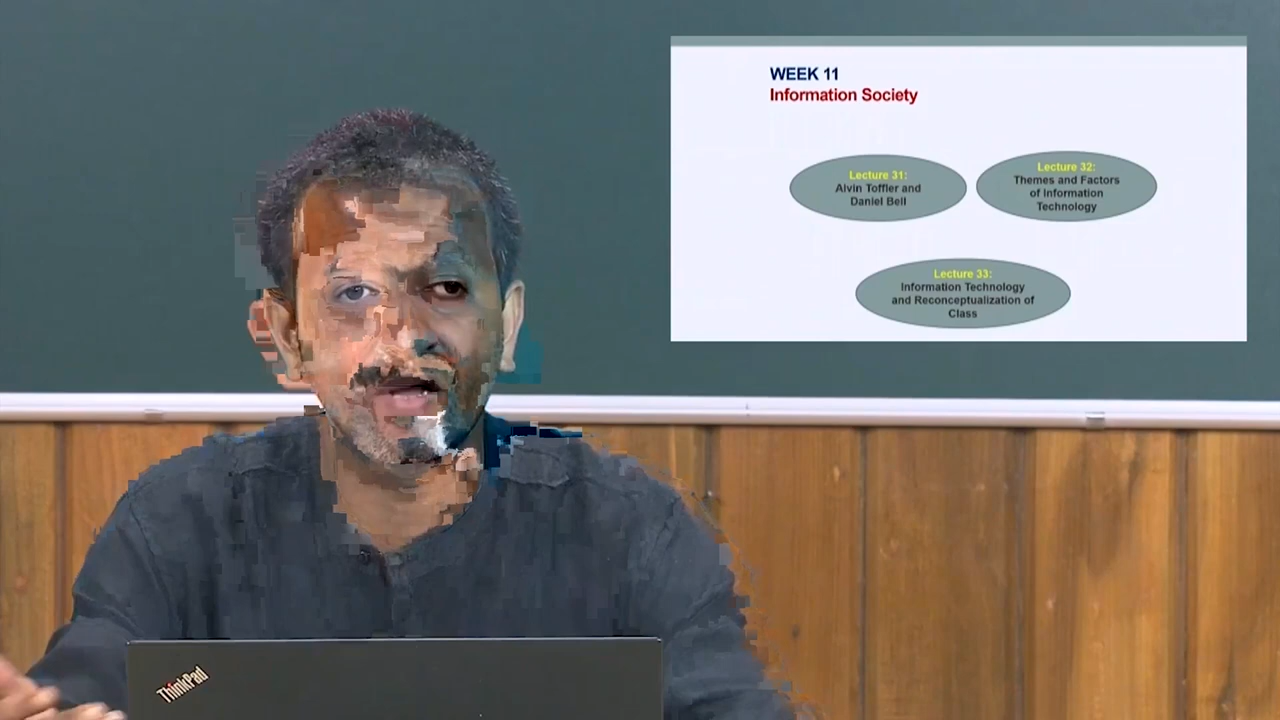 WEEK 11
Information Society
Lecture 31:
Alvin Toffler and
Daniel Bell
Lecture 32:
Themes and Factors
of Information
Technology
Lecture 33:
Information Technology
and Reconceptualization of
Class
ThinkPad